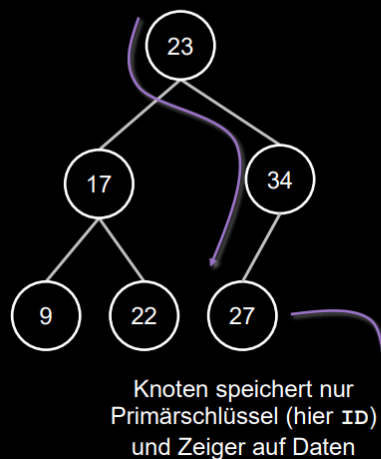 23
17
34
9
22
27
Knoten speichert nur
Primärschlüssel (hier ID)
und Zeiger auf Daten